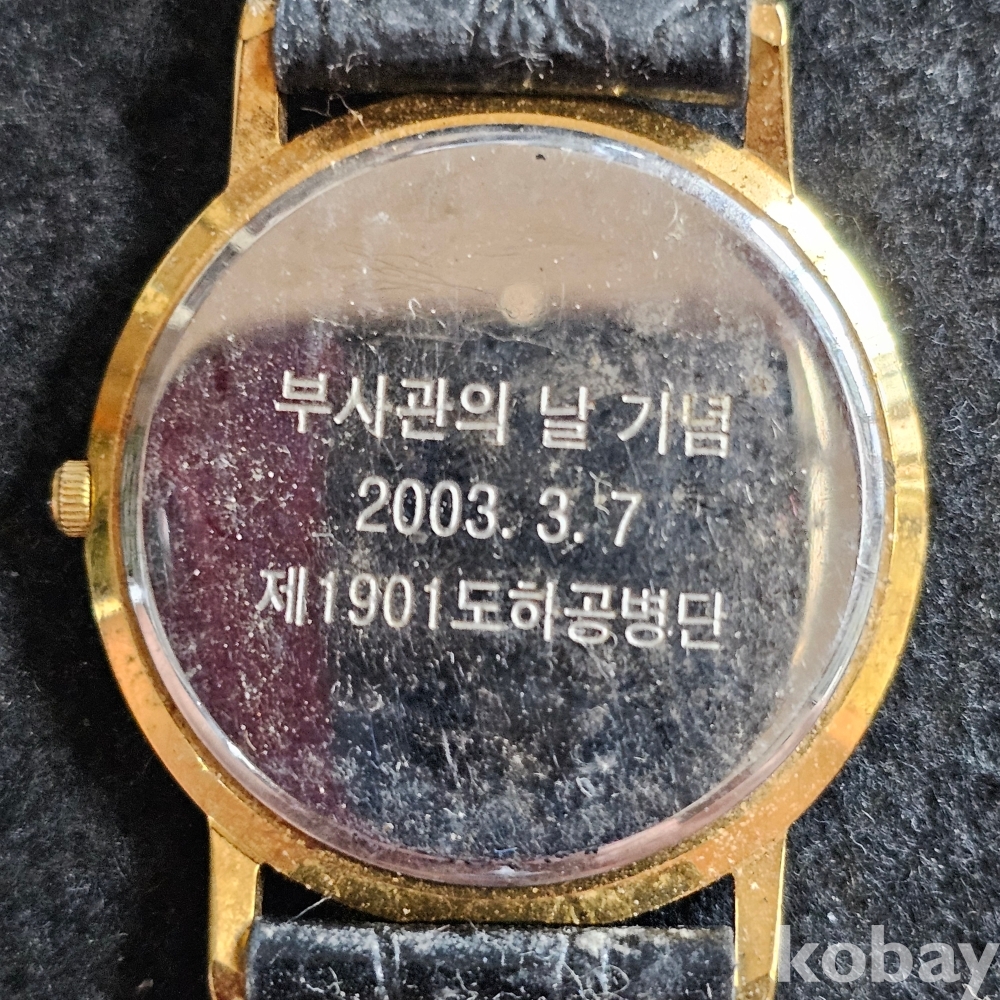 부사관의 날 기념
2003. 3. 7
제1901도하공병단
kobay